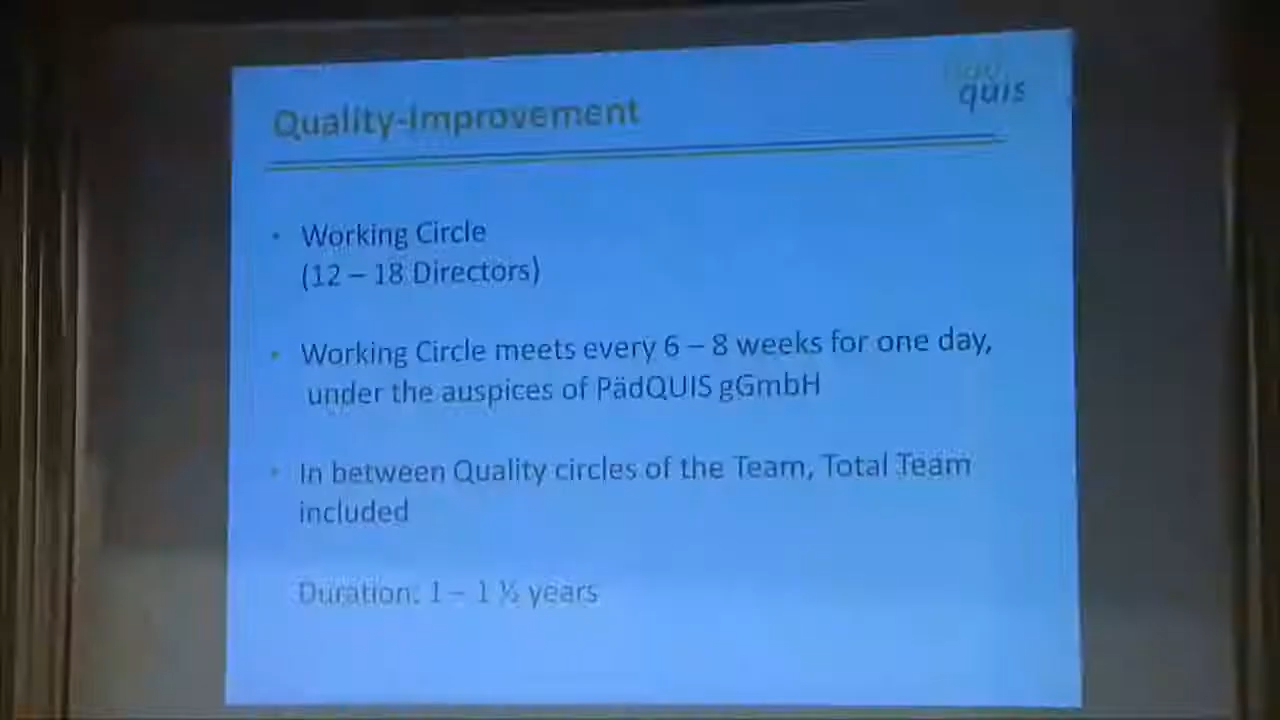 quis
Quality-Improvement
• Working Circle
(12 – 18 Directors)
• Working Circle meets every 6 – 8 weeks for one day,
under the auspices of PädQUIS gGmbH
• In between Quality circles of the Team, Total Team
included
Duration: 1 – 1 ½ years